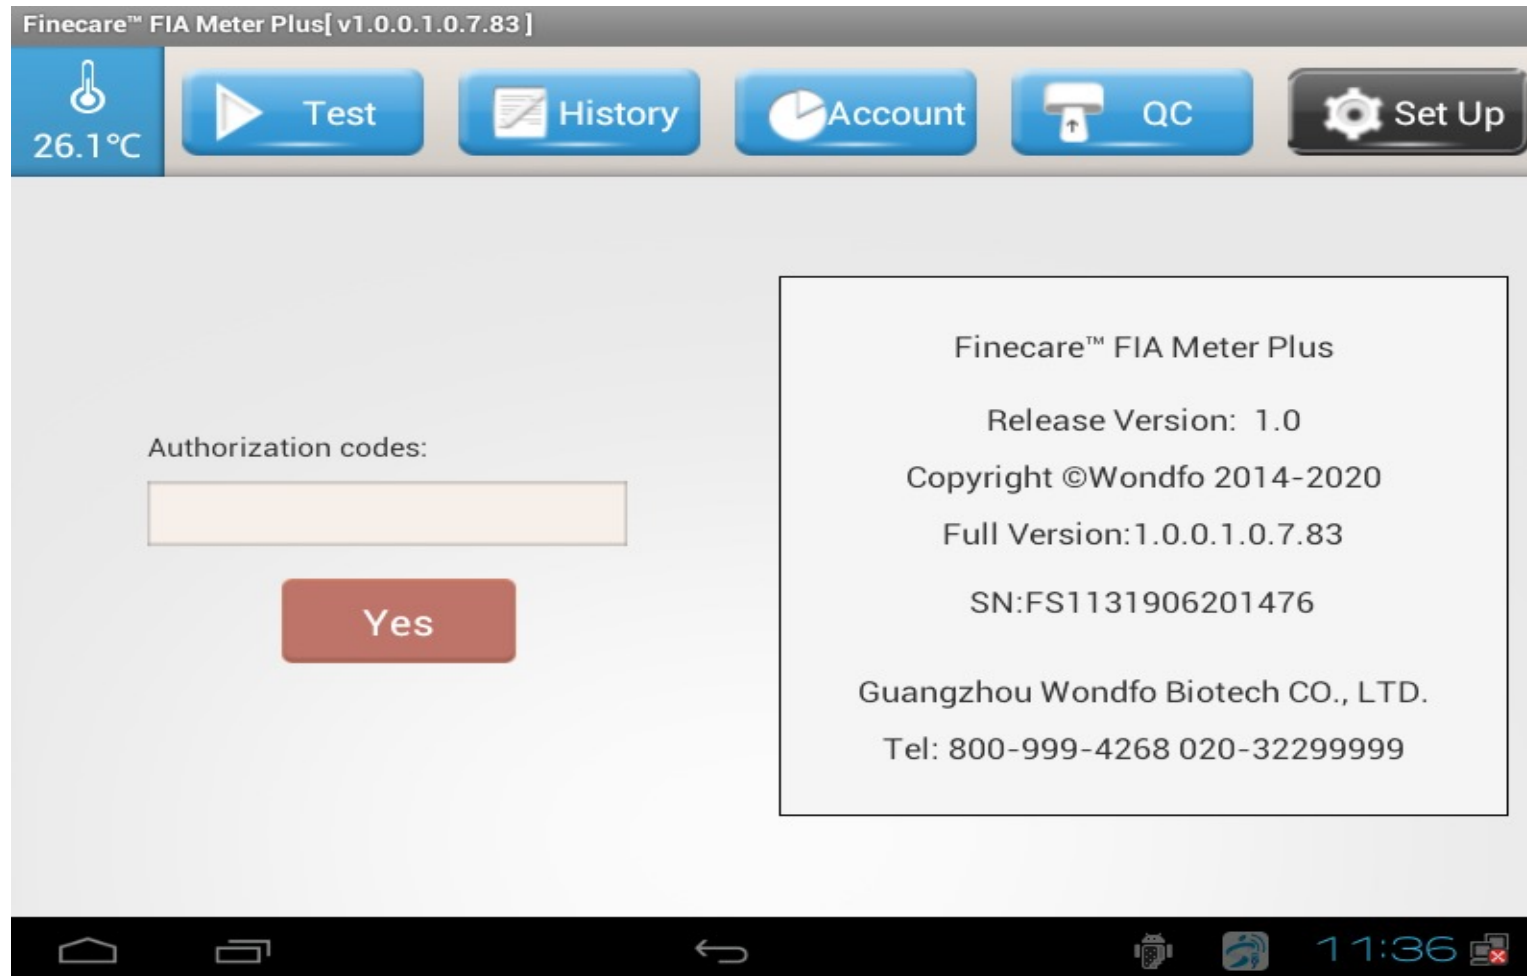 Finecare™ FIA Meter Plus[ v1.0.0.1.0.7.83 ]
26.1℃
Test
History
Account
QC
Set Up
Authorization codes:
Yes
Finecare™ FIA Meter Plus
Release Version: 1.0
Copyright ©Wondfo 2014-2020
Full Version:1.0.0.1.0.7.83
SN:FS1131906201476
Guangzhou Wondfo Biotech CO., LTD.
Tel: 800-999-4268 020-32299999
11:36